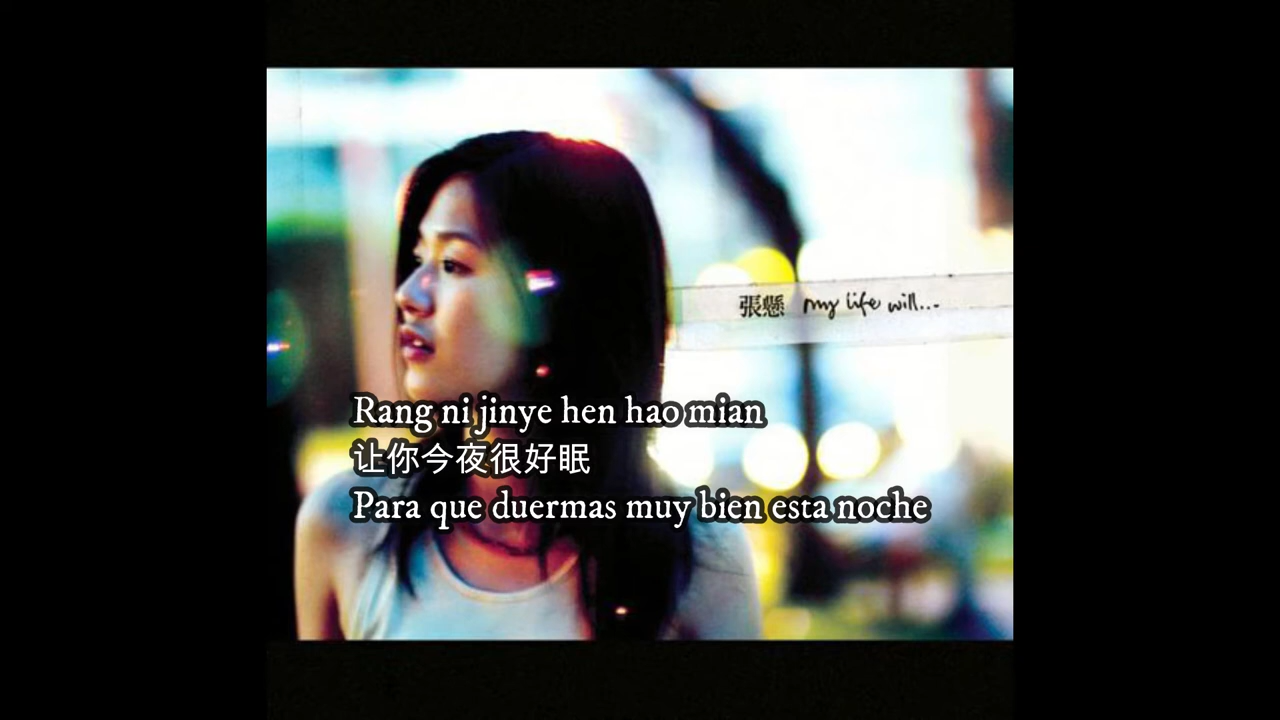 張懸 my life will...
Rang ni jinye hen hao mian
让你今夜很好眠
Para que duermas muy bien esta noche